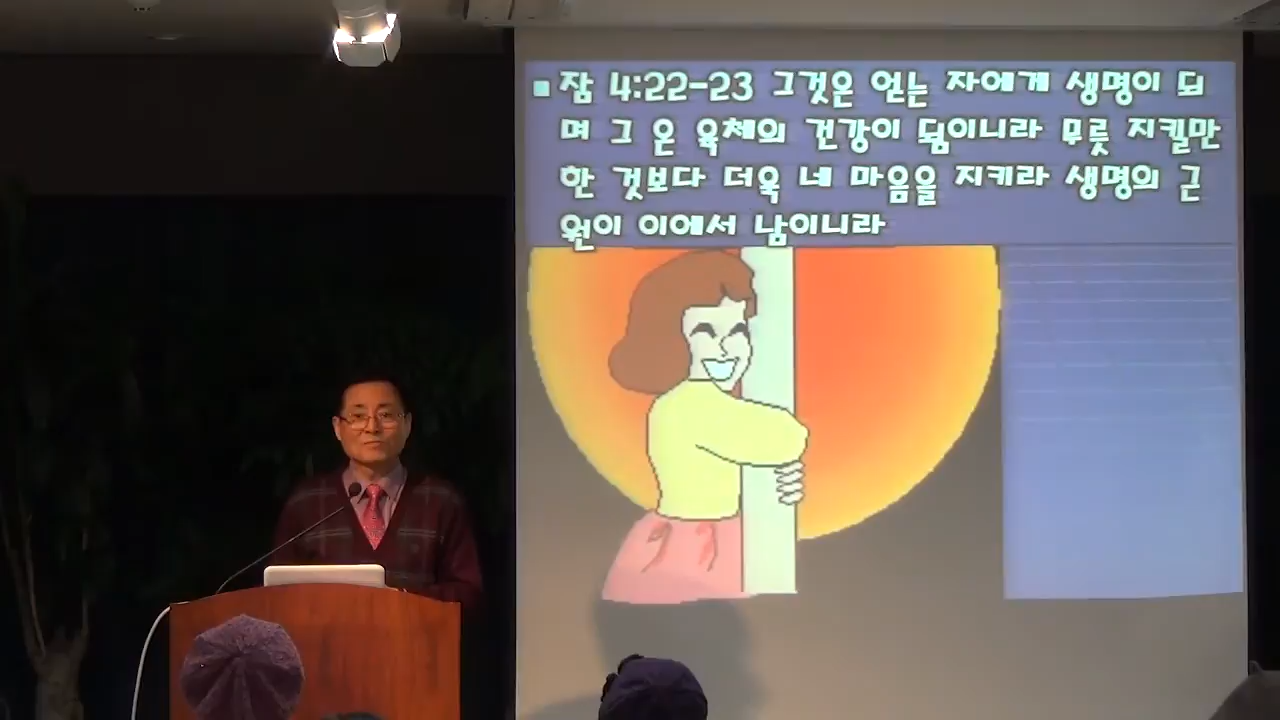 ■ 잠 4:22-23 그것은 얻는 자에게 생명이 되
며 그 온 육체의 건강이 됨이니라 무릇 지킬만
한 것보다 더욱 네 마음을 지키라 생명의 근
원이 이에서 남이니라